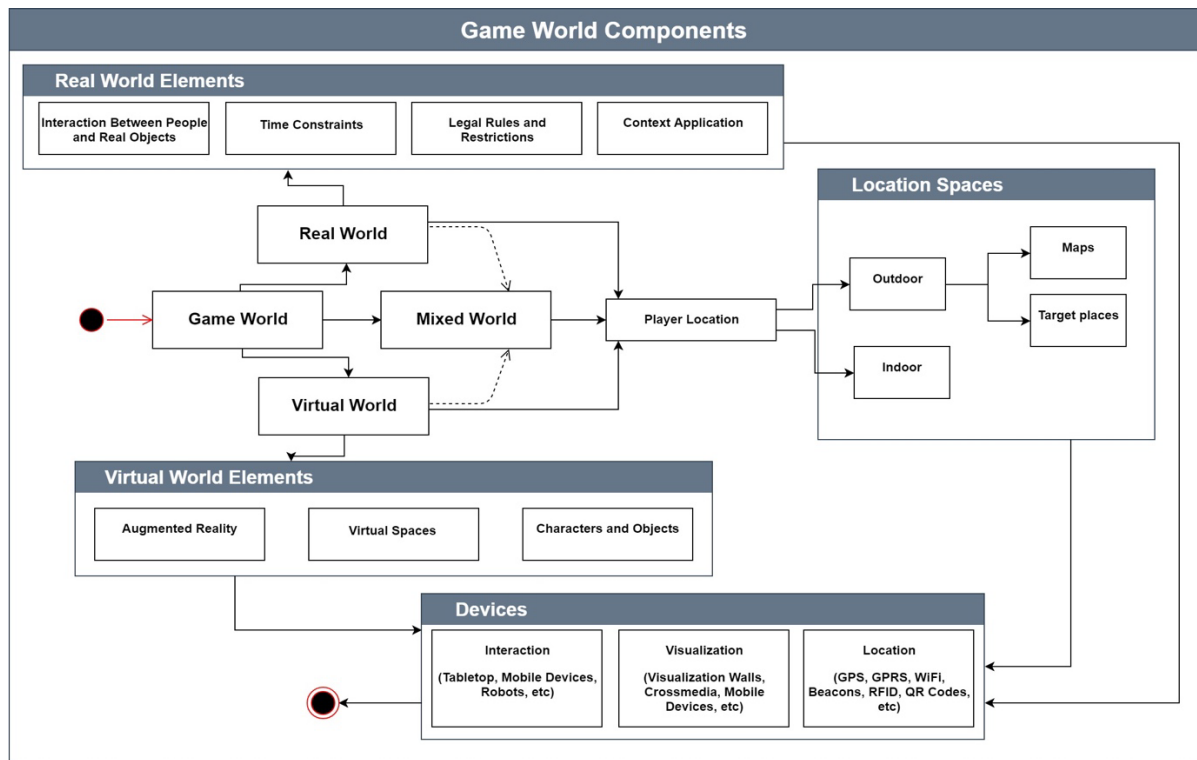 Game World Components
Real World Elements
Interaction Between People
and Real Objects
Time Constraints
Legal Rules and
Restrictions
Context Application
Location Spaces
Real World
Maps
Outdoor
Game World
Mixed World
Player Location
Target places
Indoor
Virtual World
Virtual World Elements
Augmented Reality
Virtual Spaces
Characters and Objects
Devices
Interaction
(Tabletop, Mobile Devices,
Robots, etc)
Visualization
(Visualization Walls,
Crossmedia, Mobile
Devices, etc)
Location
(GPS, GPRS, WiFi,
Beacons, RFID, QR Codes,
etc)